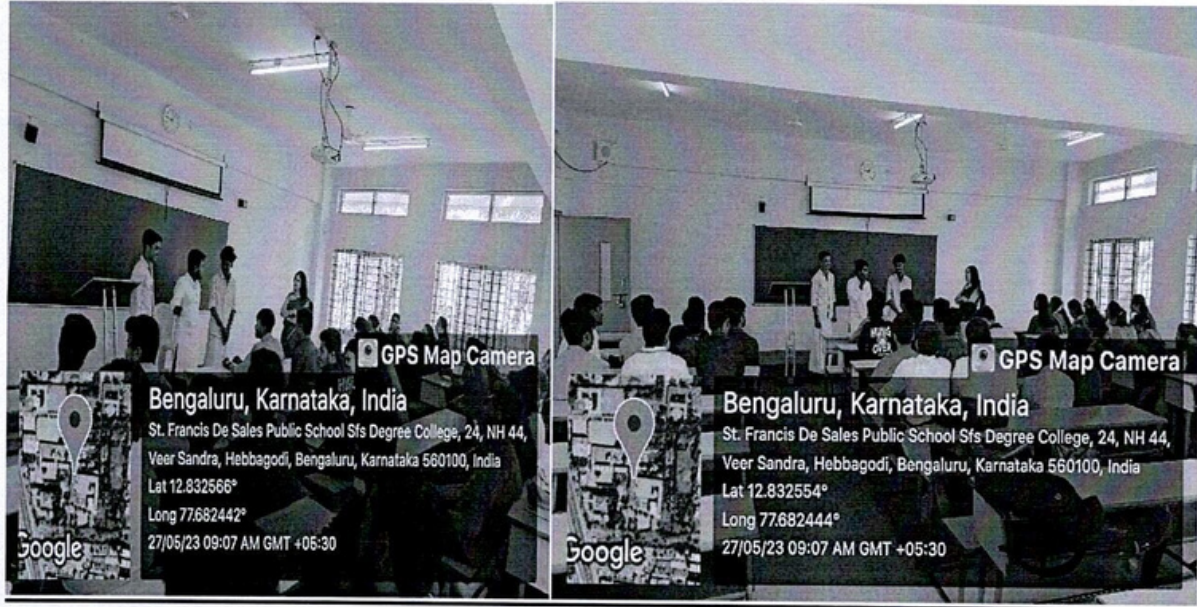 GPS Map Camera
Bengaluru, Karnataka, India
St. Francis De Sales Public School Sfs Degree College, 24, NH 44,
Veer Sandra, Hebbagodi, Bengaluru, Karnataka 560100, India
Lat 12.832566°
Long 77.682442°
27/05/23 09:07 AM GMT +05:30
Google
HUNG
OVER
GPS Map Camera
Bengaluru, Karnataka, India
St. Francis De Sales Public School Sfs Degree College, 24, NH 44,
Veer Sandra, Hebbagodi, Bengaluru, Karnataka 560100, India
Lat 12.832554°
Long 77.682444°
27/05/23 09:07 AM GMT +05:30
Google